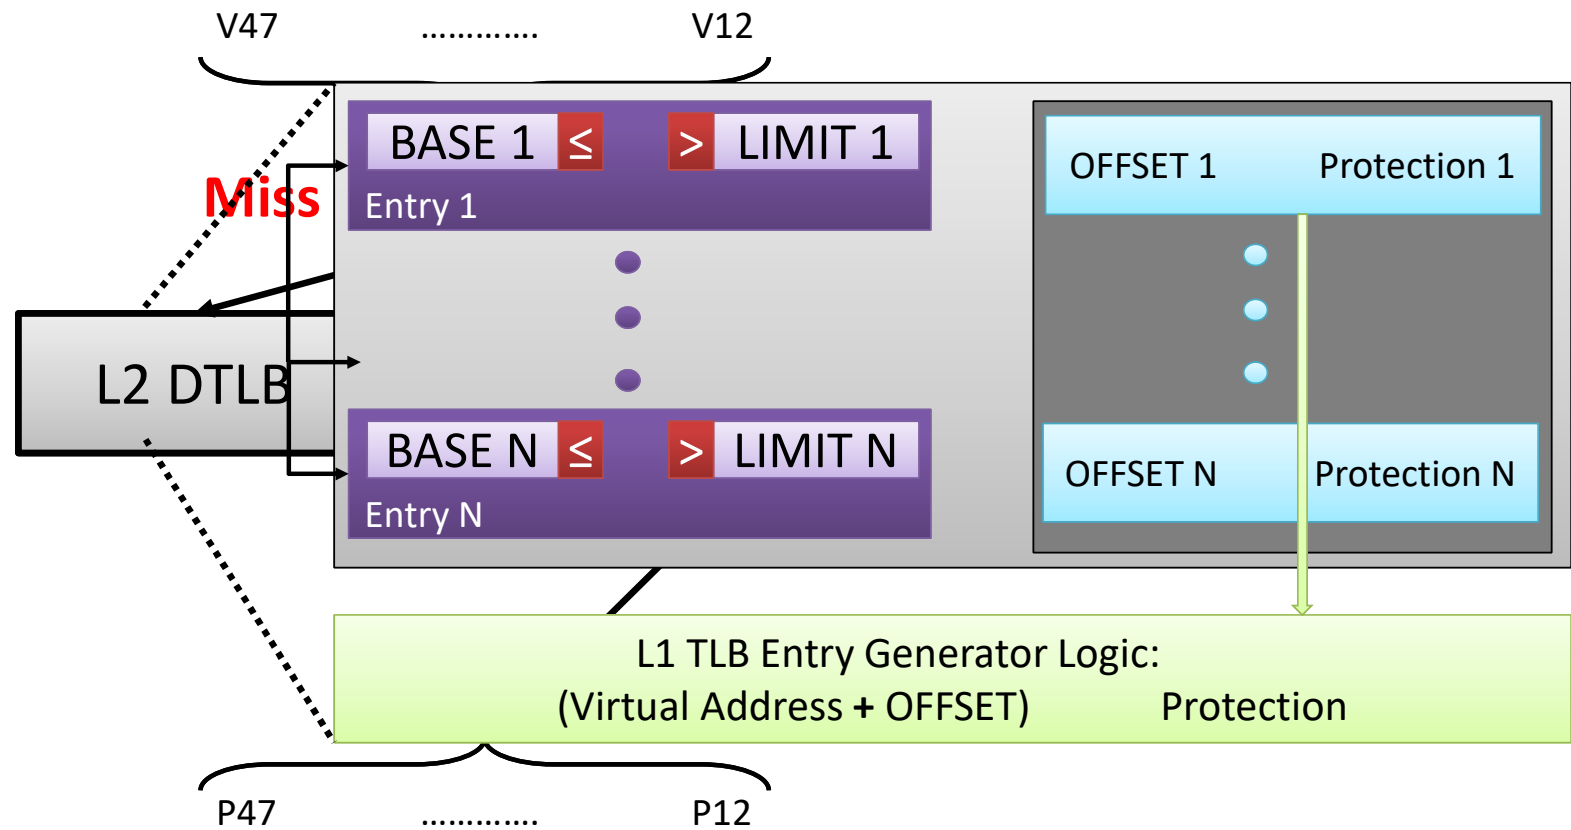 V47 ............. V12
BASE 1 ≤ > LIMIT 1
Entry 1
OFFSET 1 Protection 1
Miss
L2 DTLB
BASE N ≤ > LIMIT N
Entry N
OFFSET N Protection N
L1 TLB Entry Generator Logic:
(Virtual Address + OFFSET) Protection
P47 ............. P12